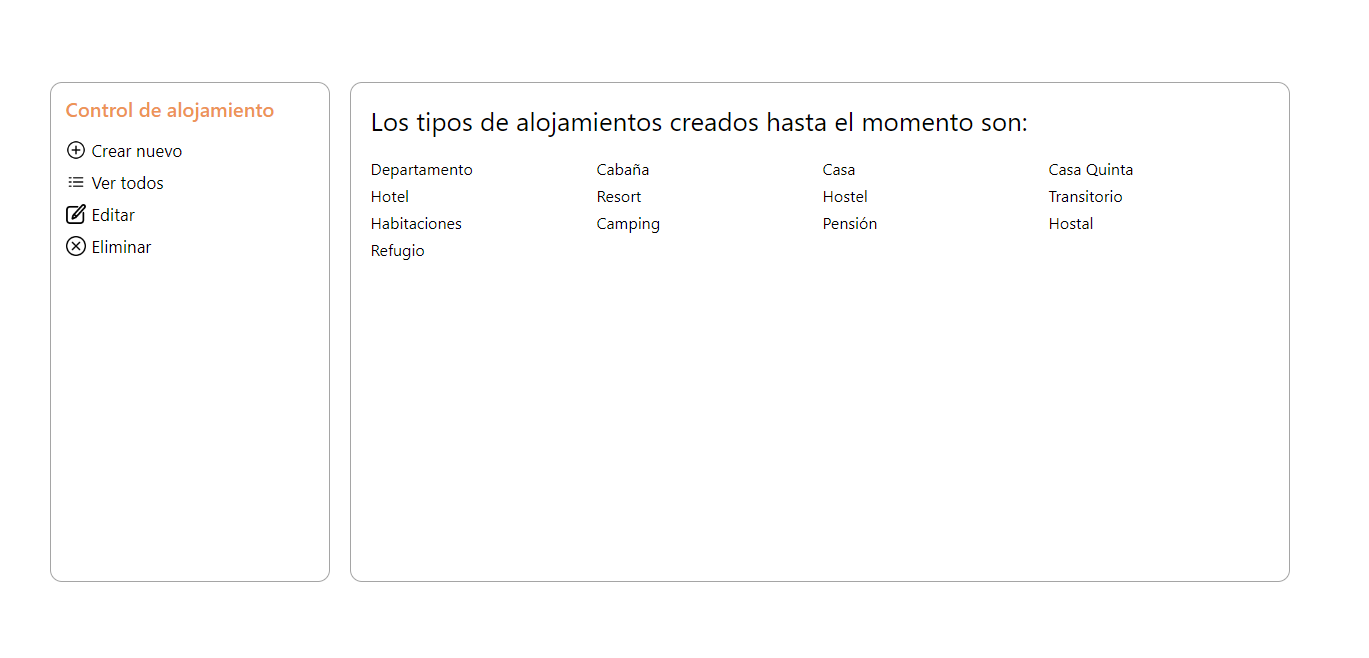 Control de alojamiento
Crear nuevo
Ver todos
Editar
Eliminar
Los tipos de alojamientos creados hasta el momento son:
Departamento Cabaña Casa Casa Quinta
Hotel Resort Hostel Transitorio
Habitaciones Camping Pensión Hostal
Refugio